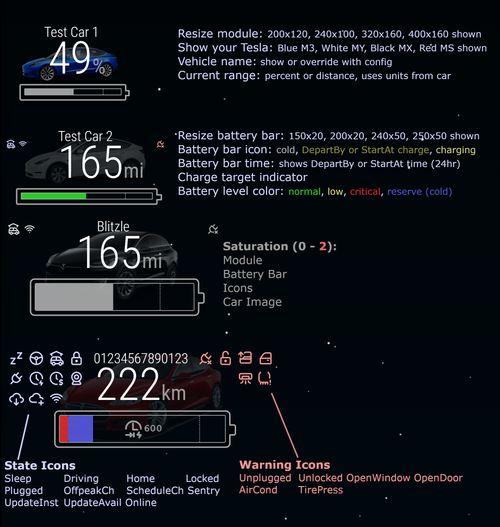 Test Car 1
49%
Resize module: 200x120, 240x100, 320x160, 400x160 shown
Show your Tesla: Blue M3, White MY, Black MX, Red MS shown
Vehicle name: show or override with config
Current range: percent or distance, uses units from car
Test Car 2
165mi
Resize battery bar: 150x20, 200x20, 240x50, 250x50 shown
Battery bar icon: cold, DepartBy or StartAt charge, charging
Battery bar time: shows DepartBy or StartAt time (24hr)
Charge target indicator
Battery level color: normal, low, critical, reserve (cold)
Blitzle
165mi
Saturation (0 - 2):
Module
Battery Bar
Icons
Car Image
zZ
01234567890123
222km
600
State Icons
Sleep Driving Home Locked
Plugged OffpeakCh ScheduleCh Sentry
UpdateInst UpdateAvail Online
Warning Icons
Unplugged Unlocked OpenWindow OpenDoor
AirCond TirePress